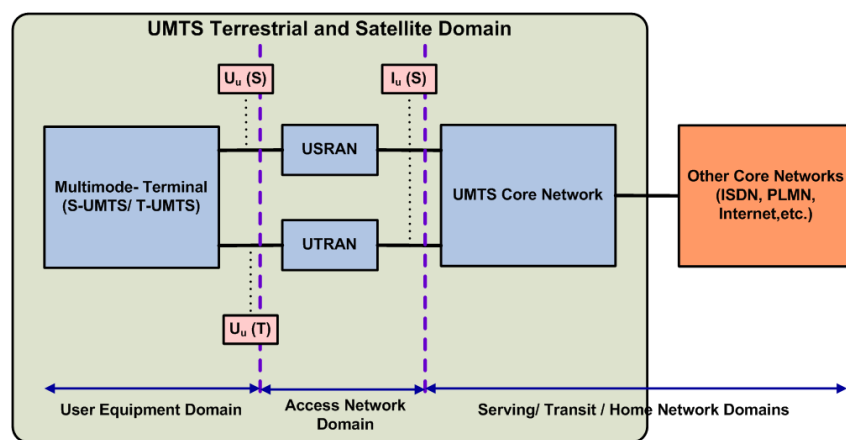 UMTS Terrestrial and Satellite Domain
Uu (S)
Iu (S)
USRAN
Multimode- Terminal
(S-UMTS/ T-UMTS)
UMTS Core Network
Other Core Networks
(ISDN, PLMN,
Internet,etc.)
UTRAN
Uu (T)
User Equipment Domain
Access Network
Domain
Serving/ Transit / Home Network Domains